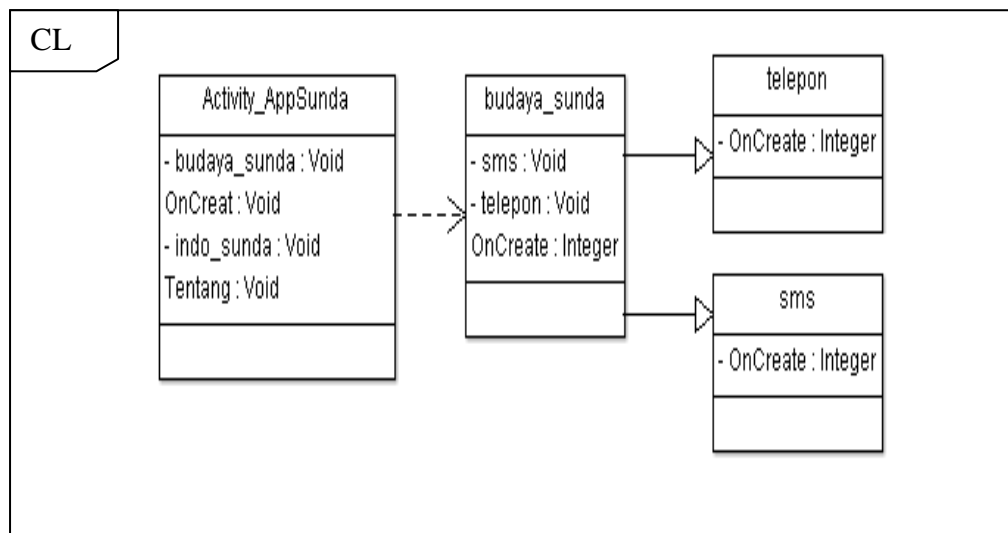 CL
Activity_AppSunda
- budaya_sunda : Void
OnCreat : Void
- indo_sunda : Void
Tentang : Void
budaya_sunda
- sms : Void
- telepon : Void
OnCreate : Integer
telepon
- OnCreate : Integer
sms
- OnCreate : Integer